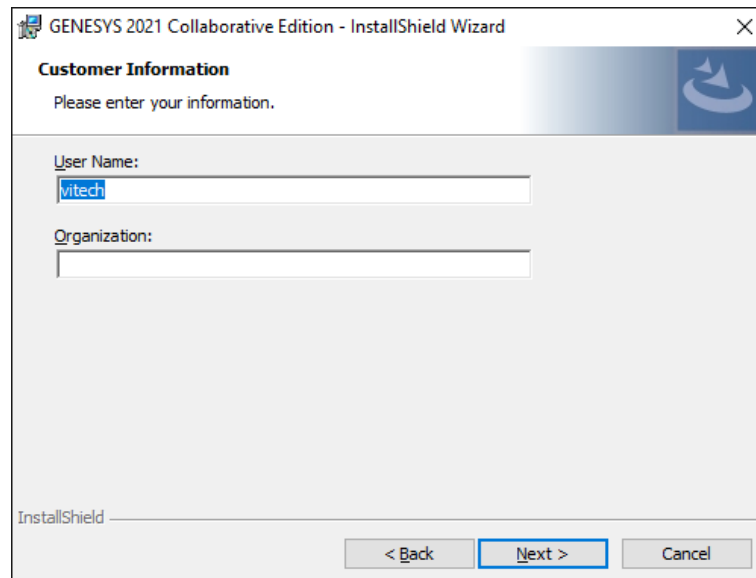 GENESYS 2021 Collaborative Edition - InstallShield Wizard
Customer Information
Please enter your information.
User Name:
vitech
Organization:
InstallShield
< Back Next > Cancel